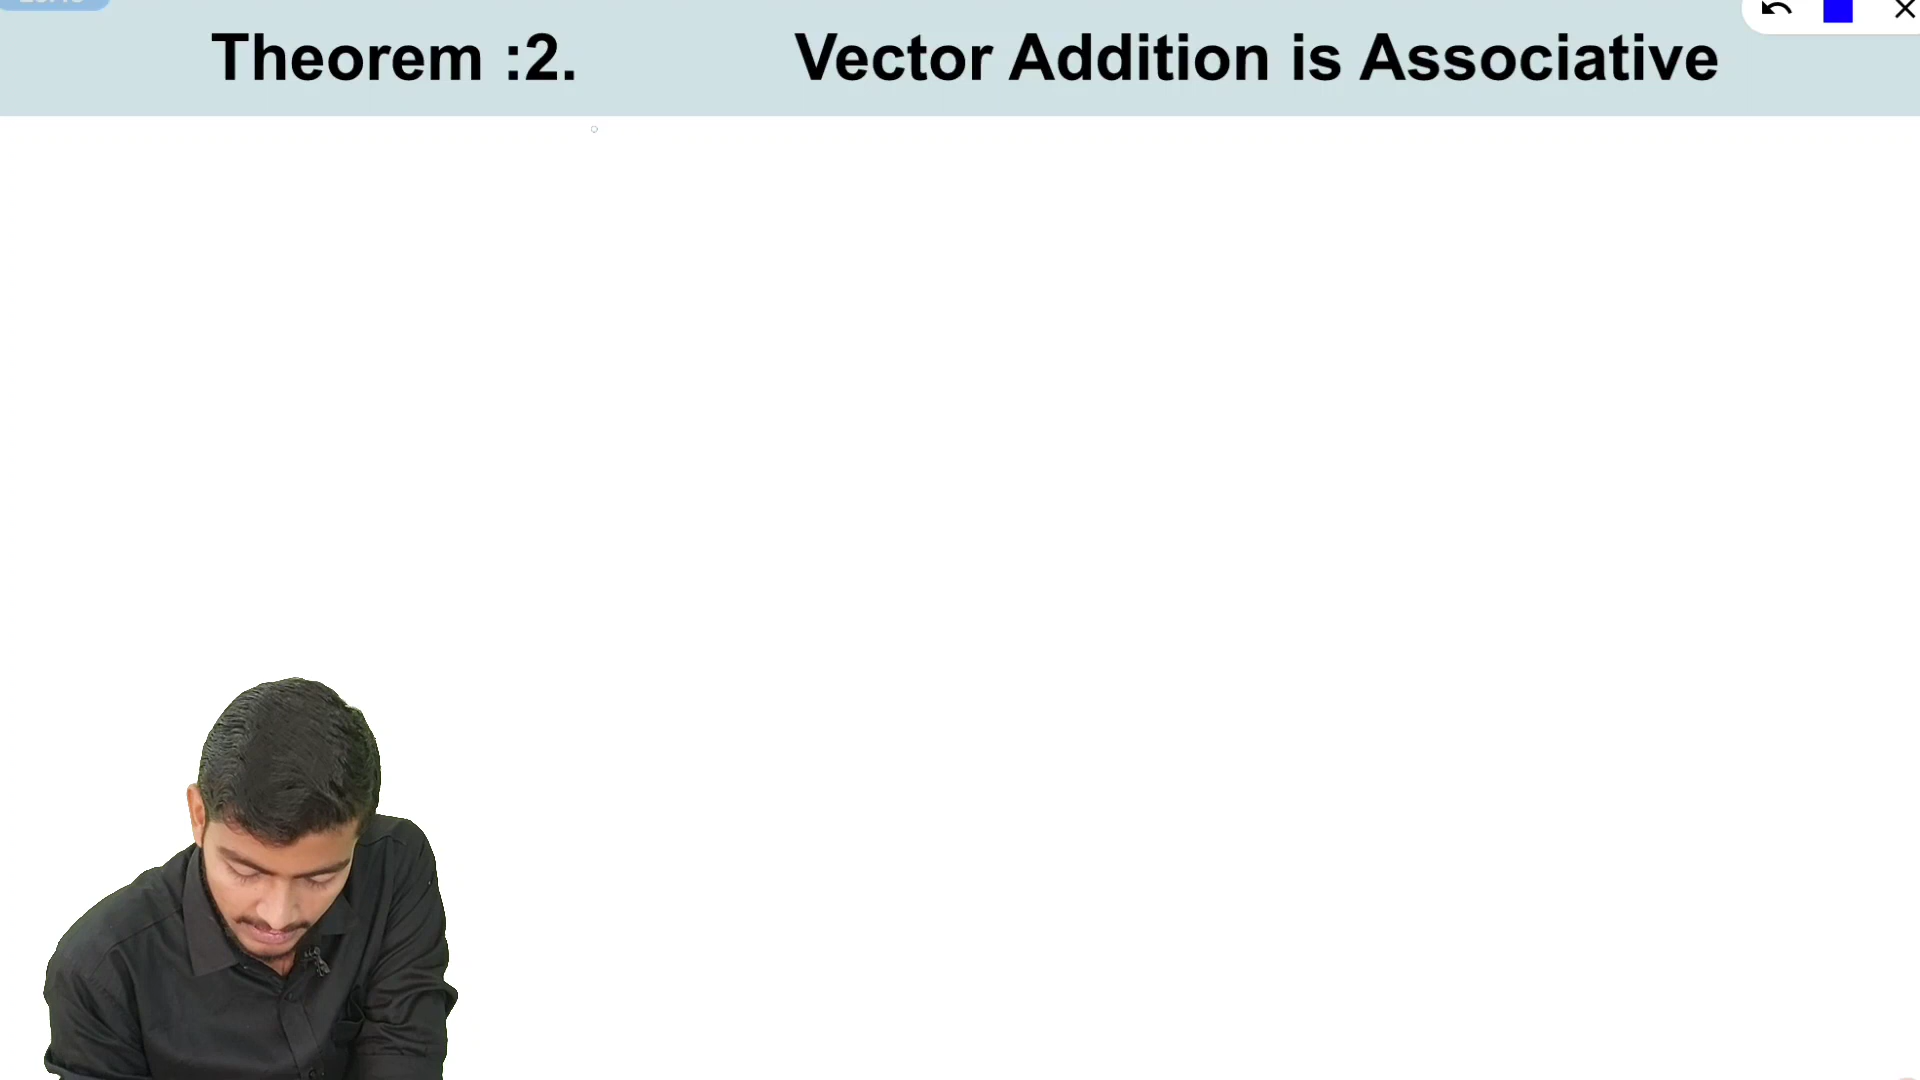 Theorem :2. Vector Addition is Associative